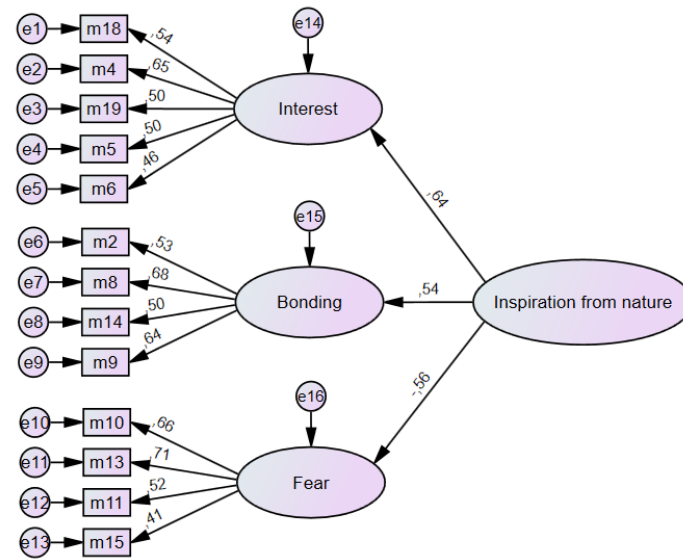 e1 m18 ,54
e2 m4 ,65
e3 m19 ,50
e4 m5 ,50
e5 m6 ,46
e14
Interest
,64
e6 m2 ,53
e7 m8 ,68
e8 m14 ,50
e9 m9 ,64
e15
Bonding
,54
Inspiration from nature
-,56
e10 m10 ,66
e11 m13 ,71
e12 m11 ,52
e13 m15 ,41
e16
Fear